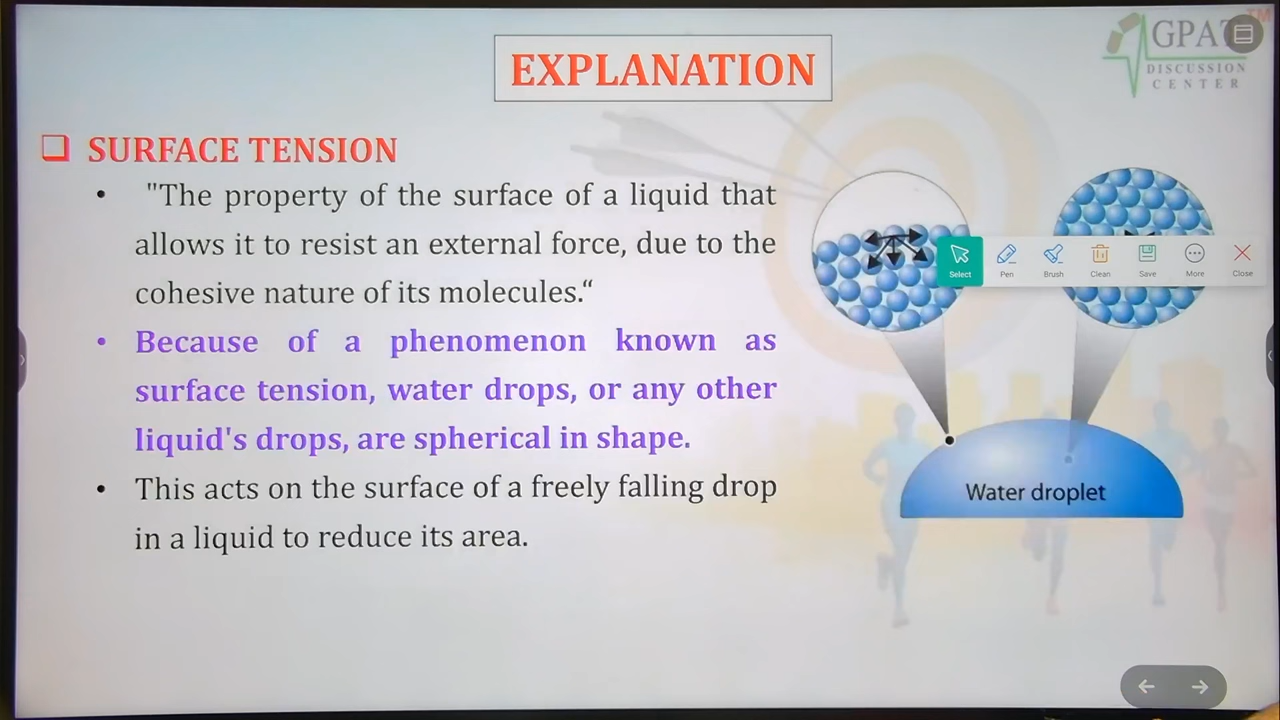 EXPLANATION
GPAT
DISCUSSION
CENTER
TM
SURFACE TENSION
• "The property of the surface of a liquid that
allows it to resist an external force, due to the
cohesive nature of its molecules.“
• Because of a phenomenon known as
surface tension, water drops, or any other
liquid's drops, are spherical in shape.
• This acts on the surface of a freely falling drop
in a liquid to reduce its area.
Select Pen Brush Clean Save More Close
Water droplet